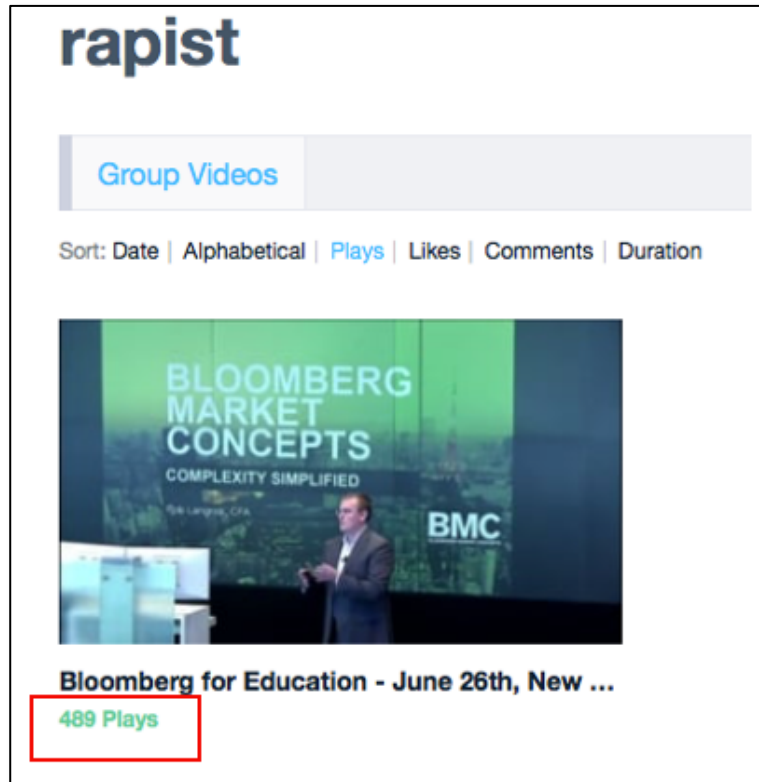 rapist
Group Videos
Sort: Date | Alphabetical | Plays | Likes | Comments | Duration
BLOOMBERG
MARKET
CONCEPTS
COMPLEXITY SIMPLIFIED
CFA
BMC
Bloomberg for Education - June 26th, New ...
489 Plays